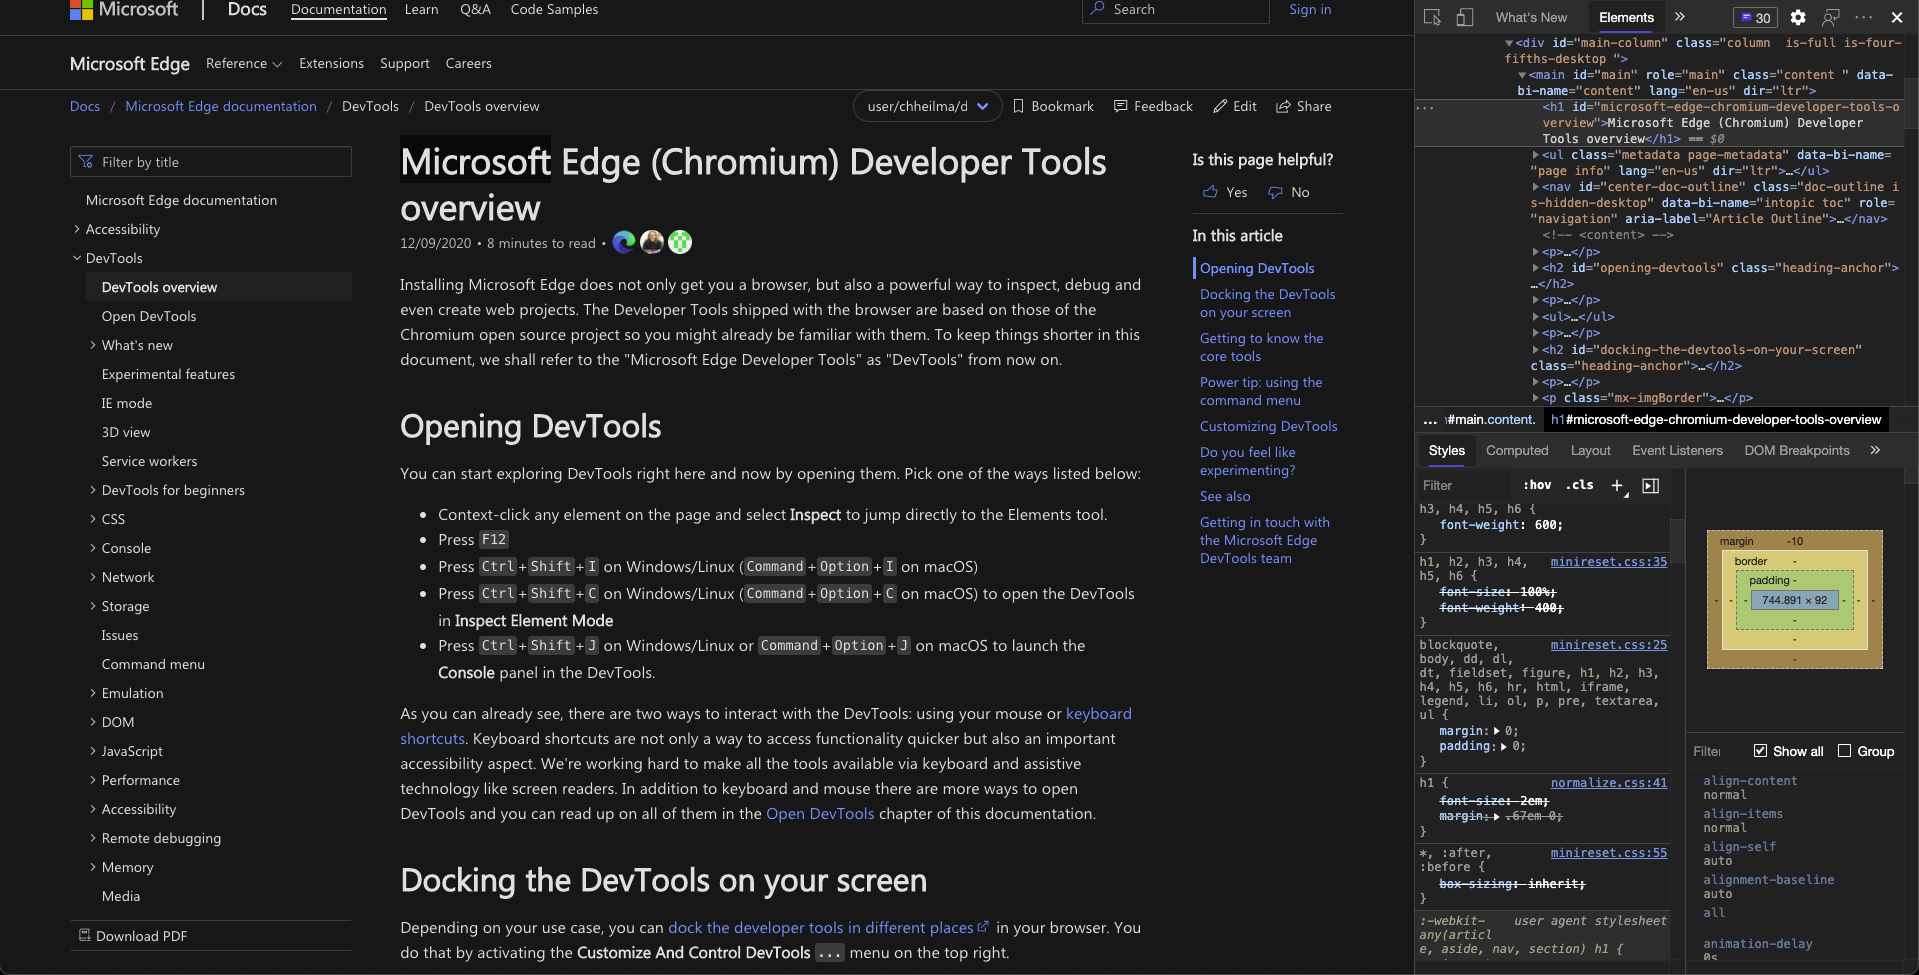 Microsoft | Docs Documentation Learn Q&A Code Samples Search Sign in
Microsoft Edge Reference Extensions Support Careers
Docs / Microsoft Edge documentation / DevTools / DevTools overview
user/chheilma/d Bookmark Feedback Edit Share
Filter by title
Microsoft Edge documentation
Accessibility
DevTools
DevTools overview
Open DevTools
What's new
Experimental features
IE mode
3D view
Service workers
DevTools for beginners
CSS
Console
Network
Storage
Issues
Command menu
Emulation
DOM
JavaScript
Performance
Accessibility
Remote debugging
Memory
Media
Download PDF
Microsoft Edge (Chromium) Developer Tools
overview
12/09/2020 • 8 minutes to read •
Installing Microsoft Edge does not only get you a browser, but also a powerful way to inspect, debug and
even create web projects. The Developer Tools shipped with the browser are based on those of the
Chromium open source project so you might already be familiar with them. To keep things shorter in this
document, we shall refer to the "Microsoft Edge Developer Tools" as "DevTools" from now on.
Opening DevTools
You can start exploring DevTools right here and now by opening them. Pick one of the ways listed below:
• Context-click any element on the page and select Inspect to jump directly to the Elements tool.
• Press F12
• Press Ctrl+Shift+I on Windows/Linux (Command+Option+I on macOS)
• Press Ctrl+Shift+C on Windows/Linux (Command+Option+C on macOS) to open the DevTools
in Inspect Element Mode
• Press Ctrl+Shift+J on Windows/Linux or Command+Option+J on macOS to launch the
Console panel in the DevTools.
As you can already see, there are two ways to interact with the DevTools: using your mouse or keyboard
shortcuts. Keyboard shortcuts are not only a way to access functionality quicker but also an important
accessibility aspect. We're working hard to make all the tools available via keyboard and assistive
technology like screen readers. In addition to keyboard and mouse there are more ways to open
DevTools and you can read up on all of them in the Open DevTools chapter of this documentation.
Docking the DevTools on your screen
Depending on your use case, you can dock the developer tools in different places in your browser. You
do that by activating the Customize And Control DevTools ... menu on the top right.
Is this page helpful?
Yes No
In this article
Opening DevTools
Docking the DevTools
on your screen
Getting to know the
core tools
Power tip: using the
command menu
Customizing DevTools
Do you feel like
experimenting?
See also
Getting in touch with
the Microsoft Edge
DevTools team
What's New Elements » 30
<div id="main-column" class="column  is-full is-four-
fifths-desktop ">
<main id="main" role="main" class="content " data-
bi-name="content" lang="en-us" dir="ltr">
... <h1 id="microsoft-edge-chromium-developer-tools-o
verview">Microsoft Edge (Chromium) Developer
Tools overview</h1> == $0
<ul class="metadata page-metadata" data-bi-name=
"page info" lang="en-us" dir="ltr">…</ul>
<nav id="center-doc-outline" class="doc-outline i
s-hidden-desktop" data-bi-name="intopic toc" role=
"navigation" aria-label="Article Outline">…</nav>
<!-- <content> -->
<p>…</p>
<h2 id="opening-devtools" class="heading-anchor">
…</h2>
<p>…</p>
<ul>…</ul>
<p>…</p>
<h2 id="docking-the-devtools-on-your-screen"
class="heading-anchor">…</h2>
<p>…</p>
<p class="mx-imgBorder">…</p>
... #main.content. h1#microsoft-edge-chromium-developer-tools-overview
Styles Computed Layout Event Listeners DOM Breakpoints »
Filter :hov .cls +
h3, h4, h5, h6 {
font-weight: 600;
}
h1, h2, h3, h4, minireset.css:35
h5, h6 {
font-size: 100%;
font-weight: 400;
}
blockquote, minireset.css:25
body, dd, dl,
dt, fieldset, figure, h1, h2, h3,
h4, h5, h6, hr, html, iframe,
legend, li, ol, p, pre, textarea,
ul {
margin: 0;
padding: 0;
}
h1 { normalize.css:41
font-size: 2em;
margin: .67em 0;
}
*, :after, minireset.css:55
:before {
box-sizing: inherit;
}
:-webkit- user agent stylesheet
any(articl
e, aside, nav, section) h1 {
margin -10
border -
padding -
- - - 744.891 × 92 - - -
-
-
-
Filter Show all Group
align-content
normal
align-items
normal
align-self
auto
alignment-baseline
auto
all
animation-delay
0s